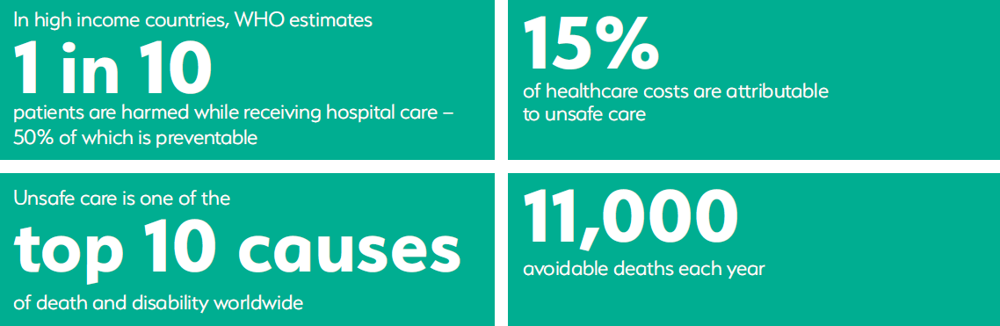 In high income countries, WHO estimates
1 in 10
patients are harmed while receiving hospital care –
50% of which is preventable
15%
of healthcare costs are attributable
to unsafe care
Unsafe care is one of the
top 10 causes
of death and disability worldwide
11,000
avoidable deaths each year